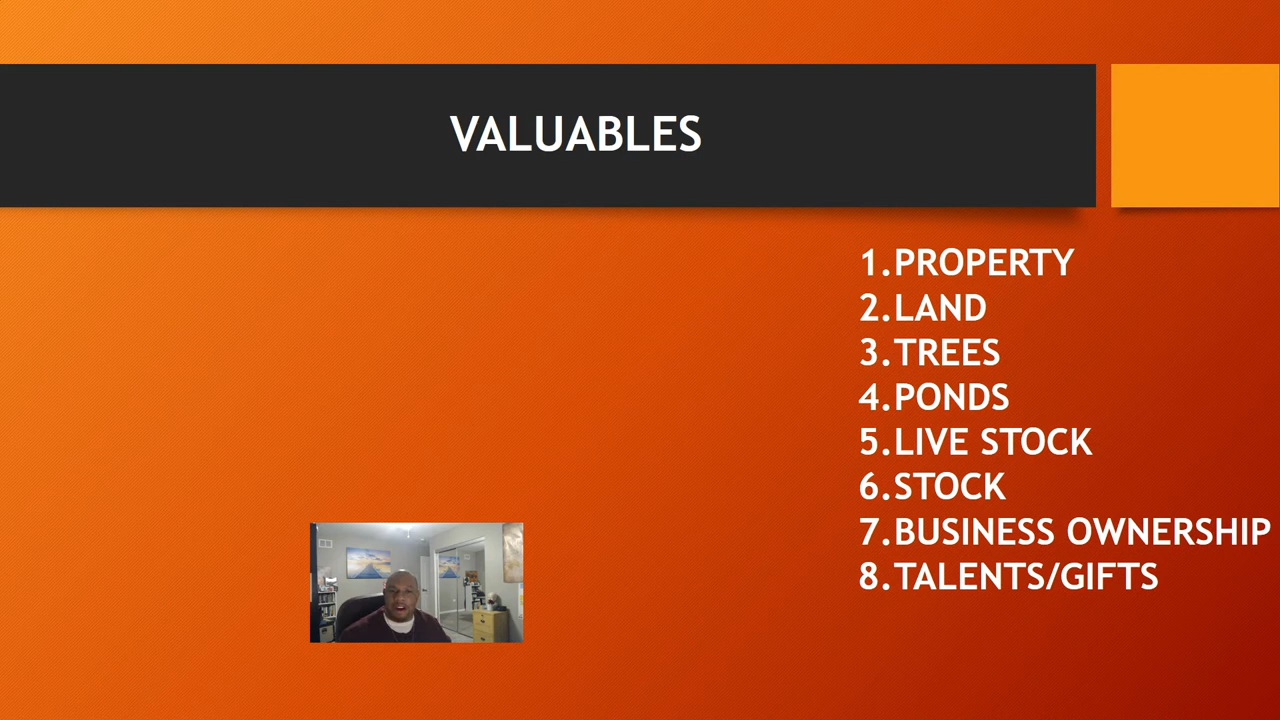 VALUABLES
1.PROPERTY
2.LAND
3.TREES
4.PONDS
5.LIVE STOCK
6.STOCK
7.BUSINESS OWNERSHIP
8.TALENTS/GIFTS